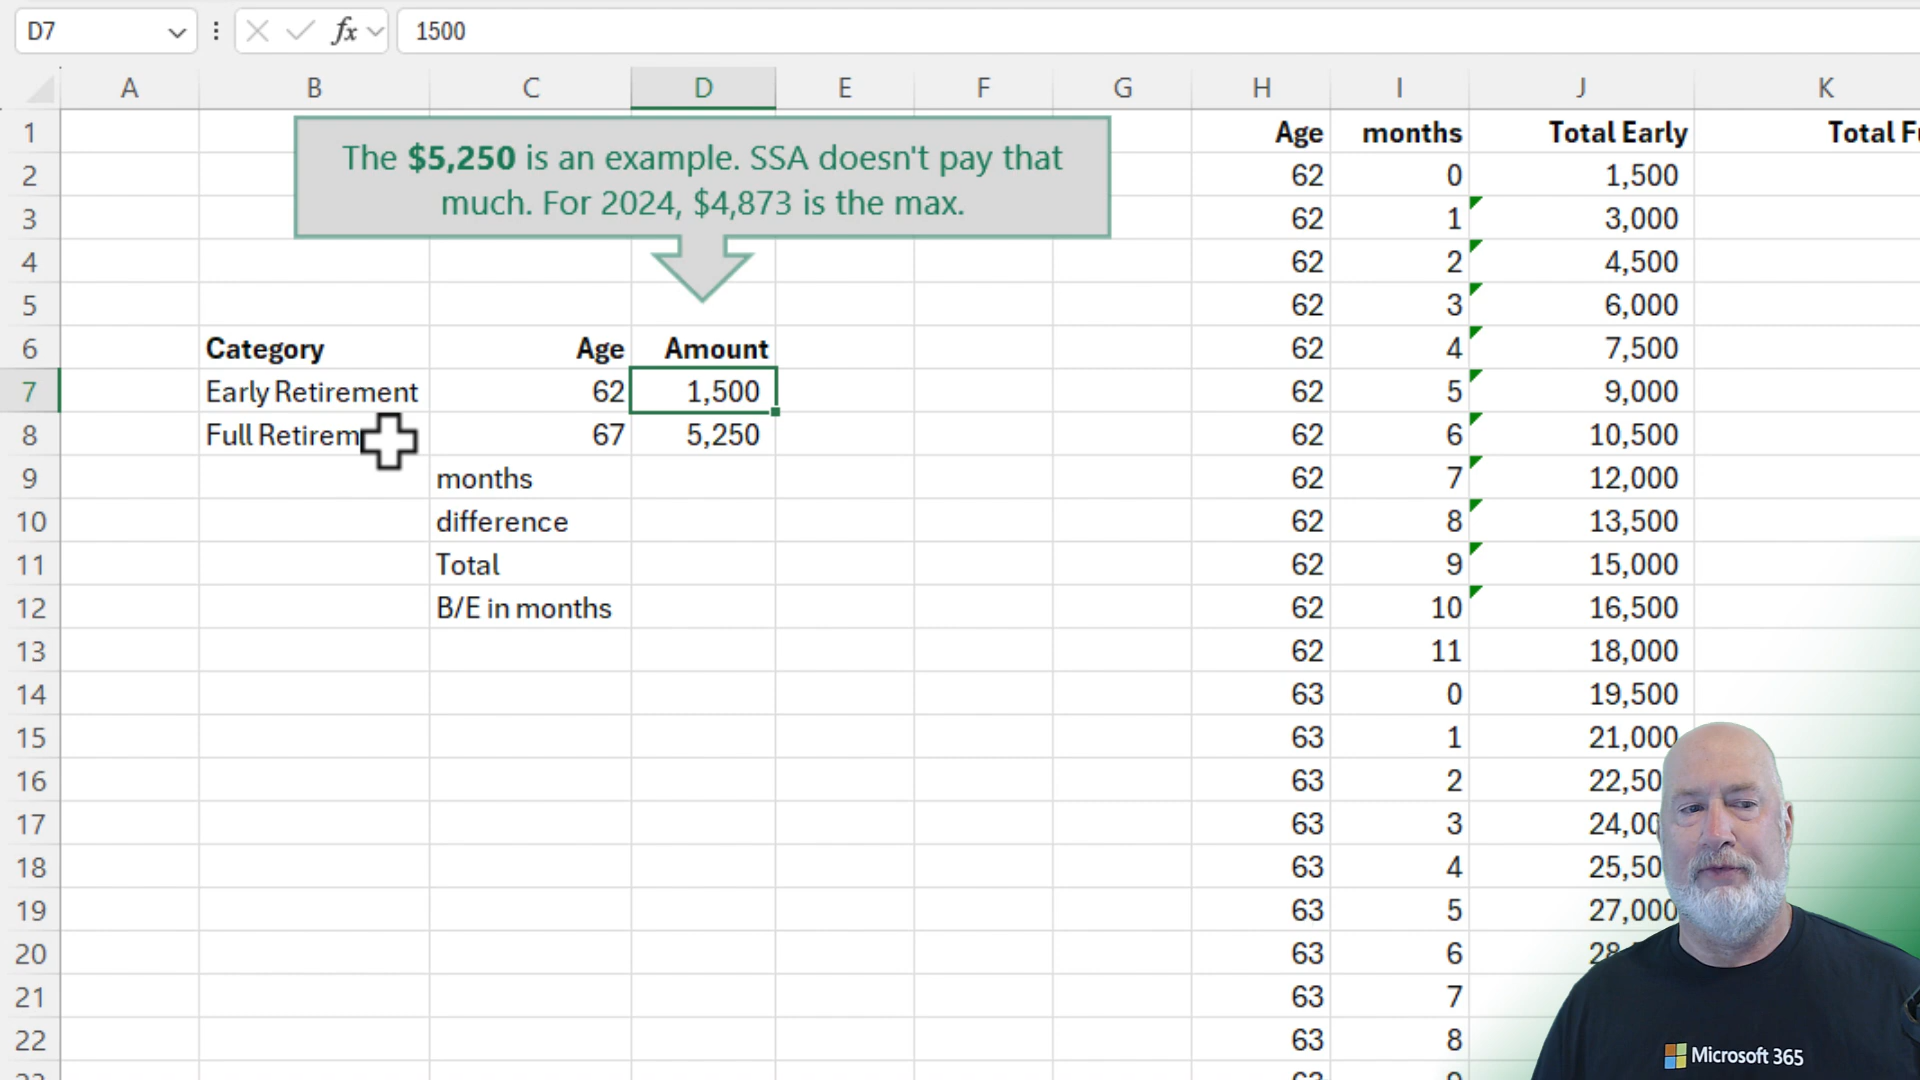 D7 fx 1500
A B C D E F G H I J K
The $5,250 is an example. SSA doesn't pay that
much. For 2024, $4,873 is the max.
1 Age months Total Early Total Fu
2 62 0 1,500
3 62 1 3,000
4 62 2 4,500
5 62 3 6,000
6 Category Age Amount 62 4 7,500
7 Early Retirement 62 1,500 62 5 9,000
8 Full Retirem 67 5,250 62 6 10,500
9 months 62 7 12,000
10 difference 62 8 13,500
11 Total 62 9 15,000
12 B/E in months 62 10 16,500
13 62 11 18,000
14 63 0 19,500
15 63 1 21,000
16 63 2 22,50
17 63 3 24,00
18 63 4 25,50
19 63 5 27,000
20 63 6 28
21 63 7
22 63 8
Microsoft 365